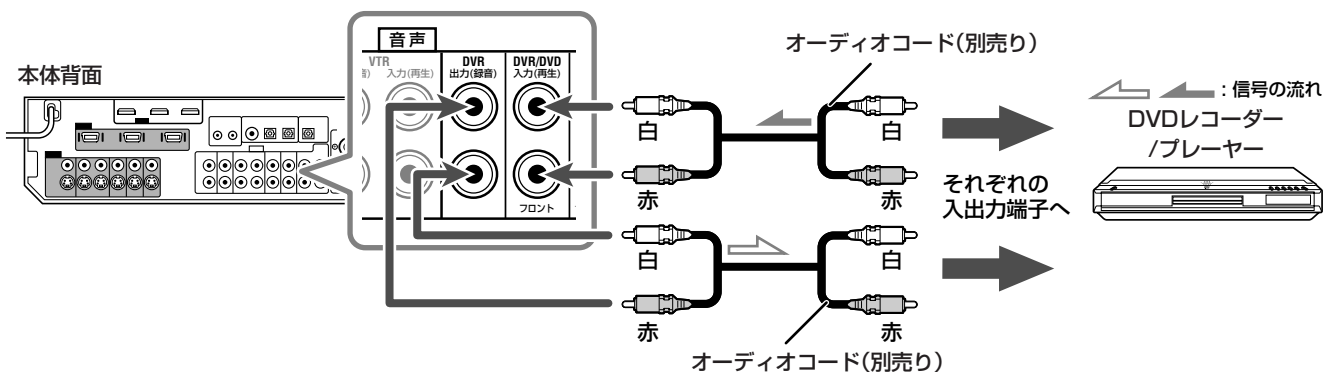 音声
VTR
音)
入力(再生)
DVR
出力(録音)
DVR/DVD
入力(再生)
フロント
本体背面
オーディオコード(別売り)
白
白
赤
赤
それぞれの
入出力端子へ
:信号の流れ
DVDレコーダー
/プレーヤー
白
白
赤
赤
オーディオコード(別売り)